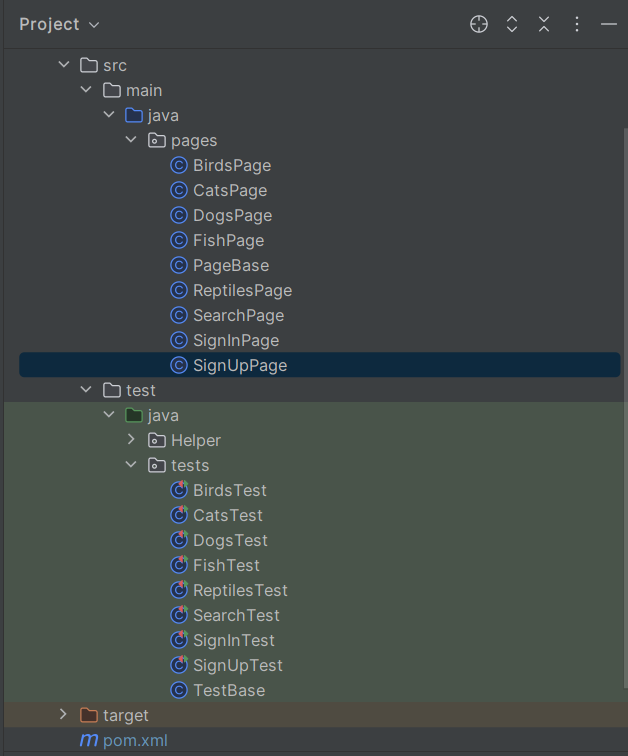 Project
src
main
java
pages
BirdsPage
CatsPage
DogsPage
FishPage
PageBase
ReptilesPage
SearchPage
SignInPage
SignUpPage
test
java
Helper
tests
BirdsTest
CatsTest
DogsTest
FishTest
ReptilesTest
SearchTest
SignInTest
SignUpTest
TestBase
target
m pom.xml